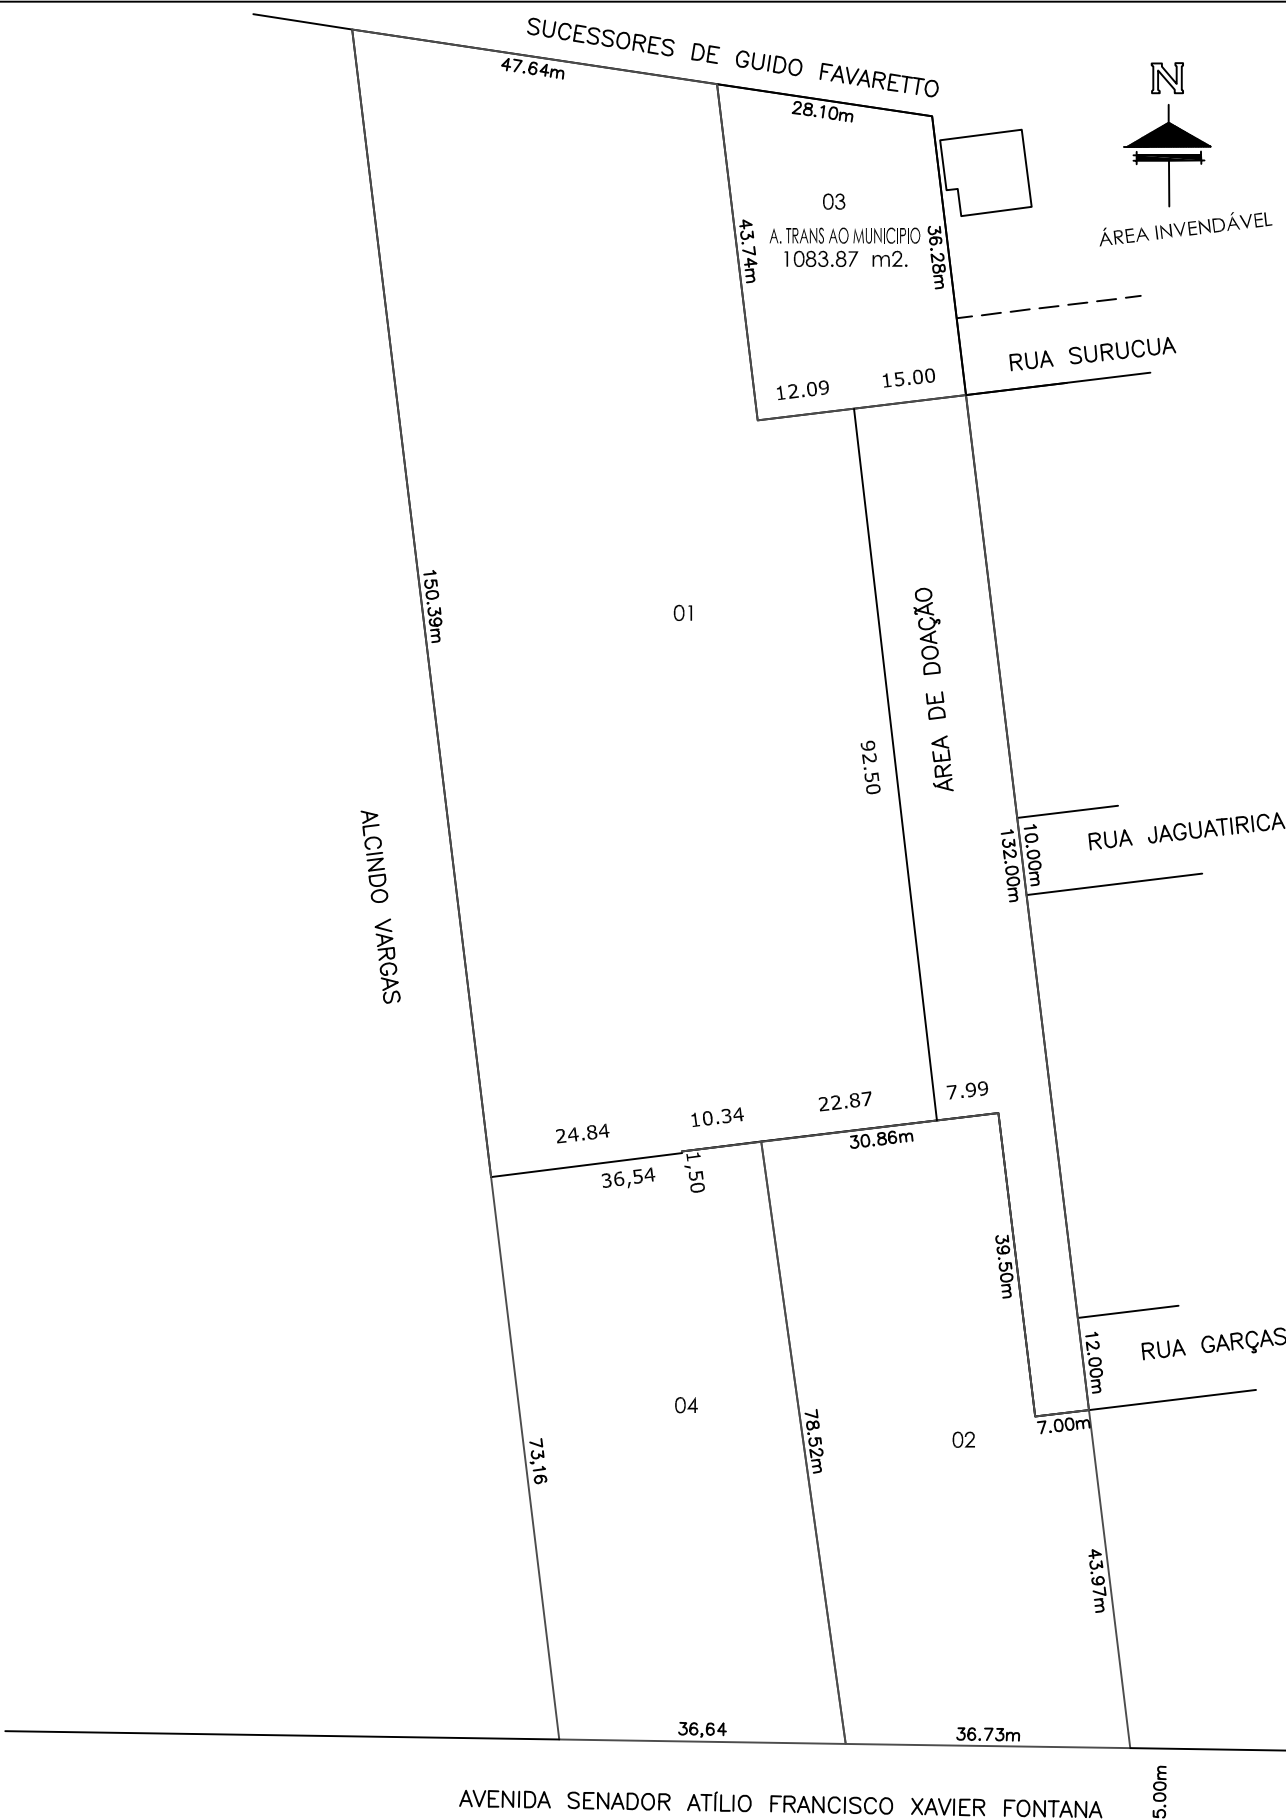 SUCESSORES DE GUIDO FAVARETTO
47.64m
28.10m
N
ÁREA INVENDÁVEL
03
A. TRANS AO MUNICIPIO
1083.87 m2.
43.74m
36.28m
RUA SURUCUA
12.09
15.00
150.39m
01
ÁREA DE DOAÇÃO
92.50
ALCINDO VARGAS
10.00m
132.00m
RUA JAGUATIRICA
24.84
10.34
22.87
7.99
36,54
1,50
30.86m
39.50m
12.00m
RUA GARÇAS
7.00m
04
02
73,16
78.52m
43.97m
36,64
36.73m
5.00m
AVENIDA SENADOR ATÍLIO FRANCISCO XAVIER FONTANA